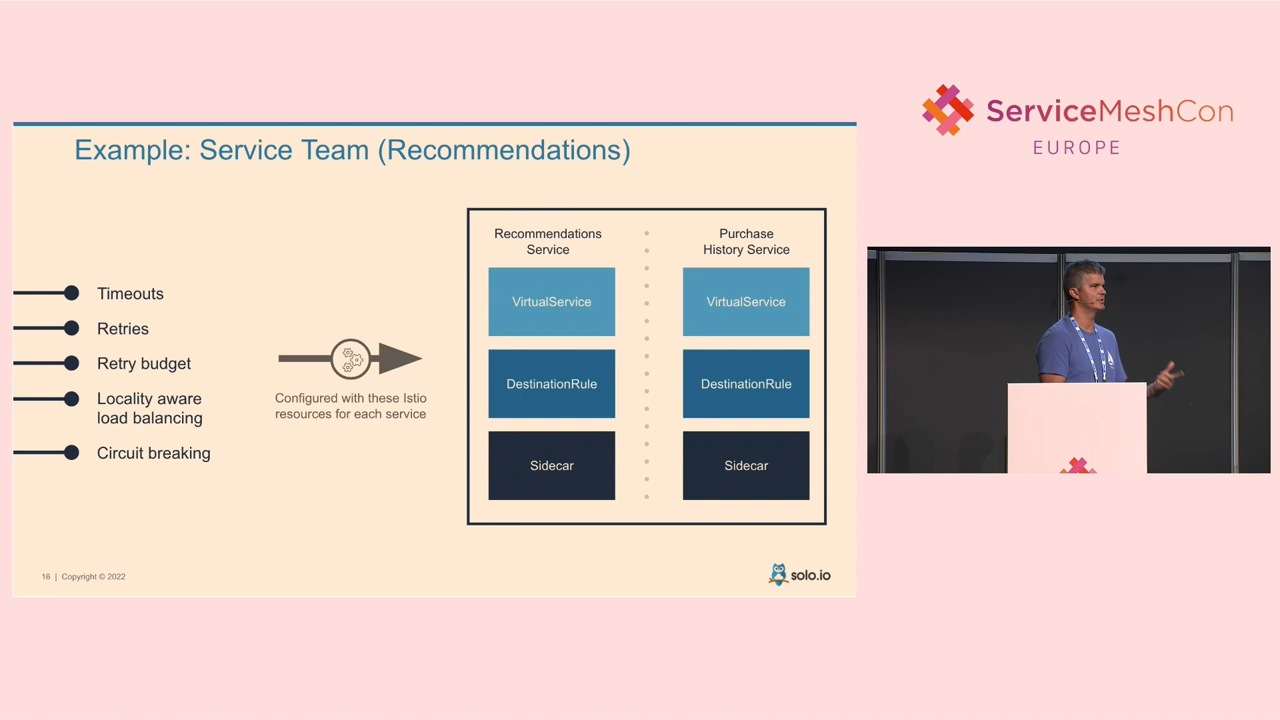 ServiceMeshCon
EUROPE
Example: Service Team (Recommendations)
Timeouts
Retries
Retry budget
Locality aware
load balancing
Circuit breaking
Configured with these Istio
resources for each service
Recommendations
Service
VirtualService
DestinationRule
Sidecar
Purchase
History Service
VirtualService
DestinationRule
Sidecar
16 | Copyright © 2022
solo.io